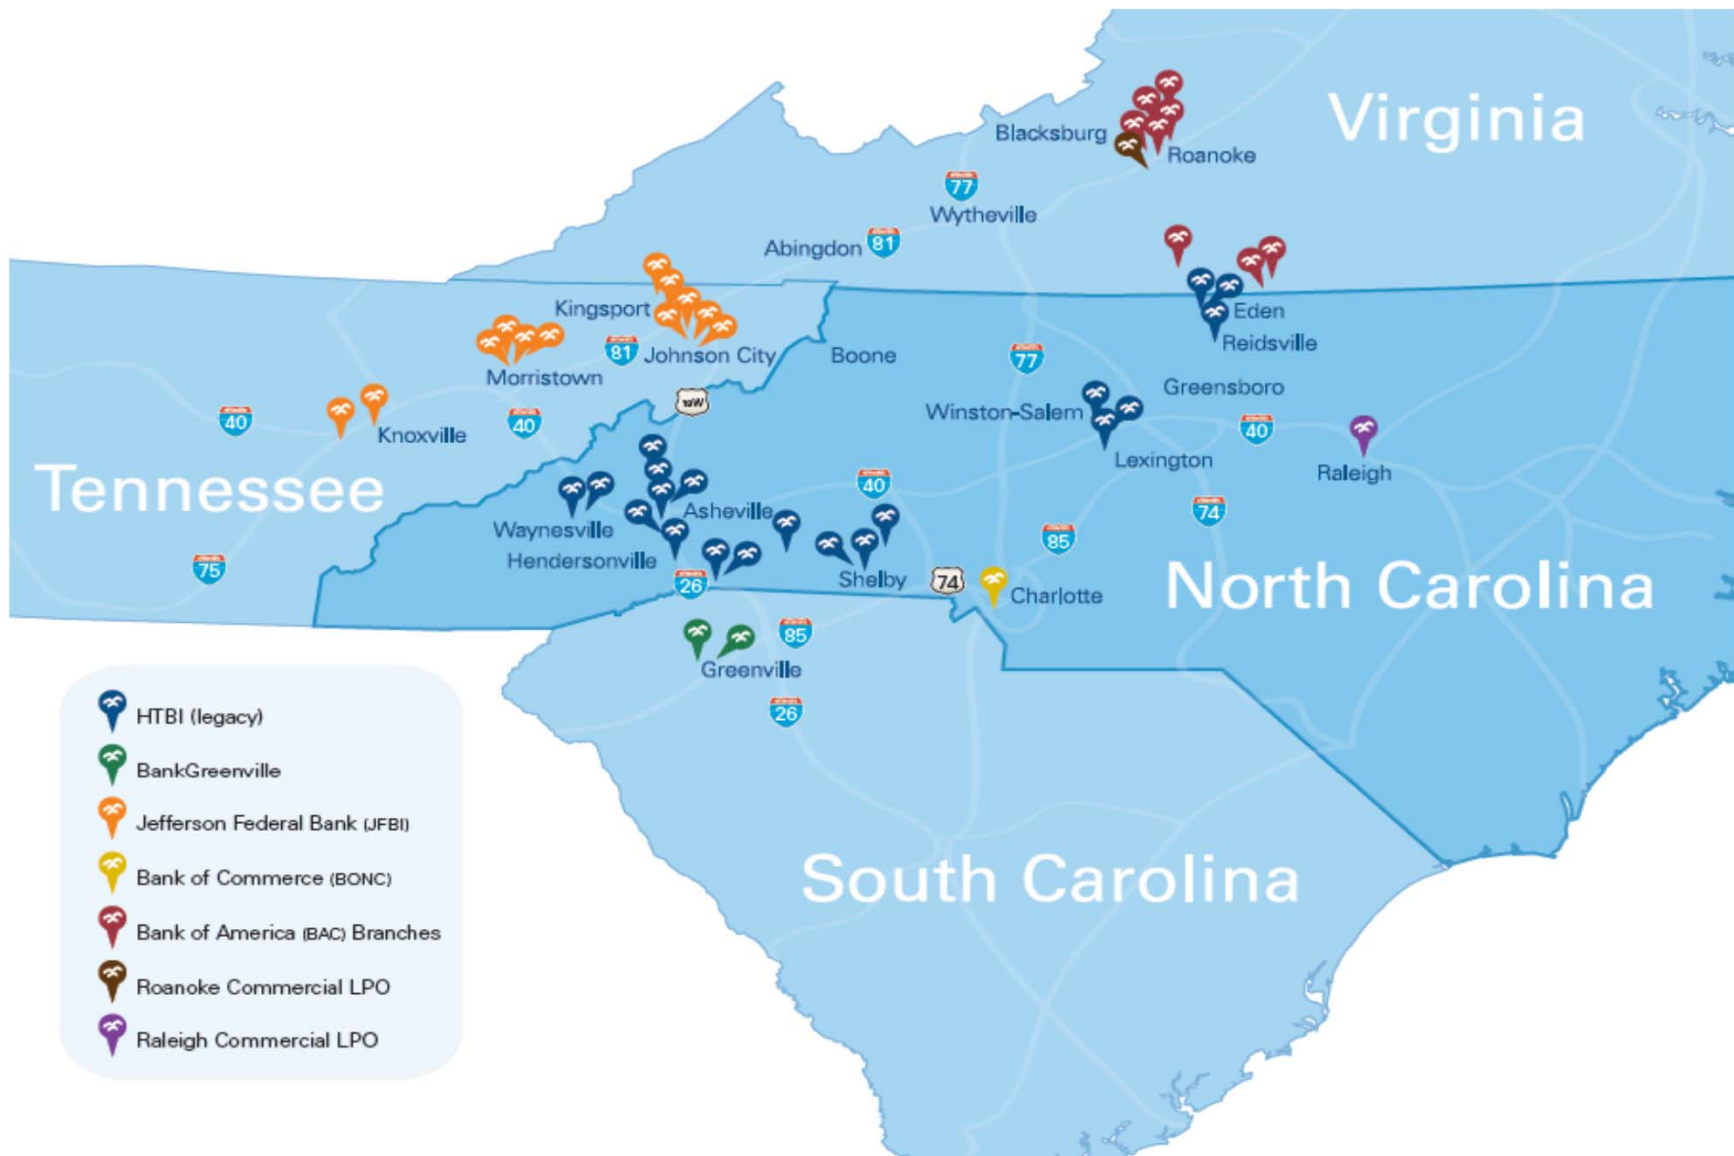 Virginia
Blacksburg
Roanoke
77
Wytheville
Abingdon
81
Kingsport
Eden
Reidsville
81
Johnson City
Boone
77
Morristown
Greensboro
19W
Winston-Salem
40
40
Knoxville
40
Lexington
Raleigh
Tennessee
40
Asheville
74
Waynesville
85
Hendersonville
75
26
Shelby
74
Charlotte
North Carolina
85
Greenville
26
South Carolina
HTBI (legacy)
BankGreenville
Jefferson Federal Bank (JFBI)
Bank of Commerce (BONC)
Bank of America (BAC) Branches
Roanoke Commercial LPO
Raleigh Commercial LPO